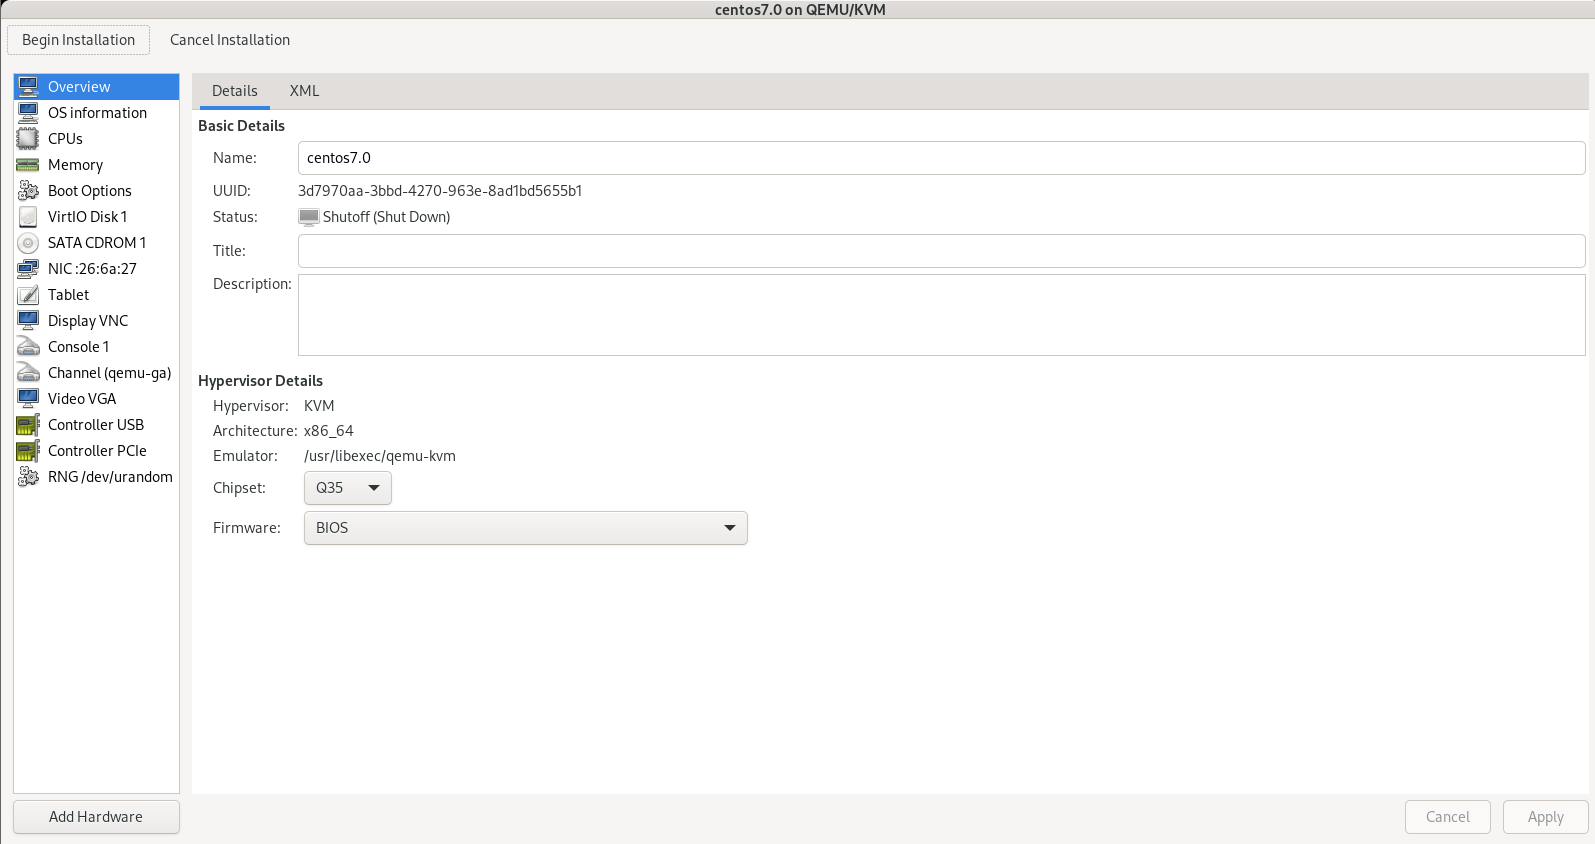 centos7.0 on QEMU/KVM
Begin Installation Cancel Installation
Overview
OS information
CPUs
Memory
Boot Options
VirtIO Disk 1
SATA CDROM 1
NIC :26:6a:27
Tablet
Display VNC
Console 1
Channel (qemu-ga)
Video VGA
Controller USB
Controller PCIe
RNG /dev/urandom
Add Hardware
Details XML
Basic Details
Name: centos7.0
UUID: 3d7970aa-3bbd-4270-963e-8ad1bd5655b1
Status: Shutoff (Shut Down)
Title:
Description:
Hypervisor Details
Hypervisor: KVM
Architecture: x86_64
Emulator: /usr/libexec/qemu-kvm
Chipset: Q35
Firmware: BIOS
Cancel Apply